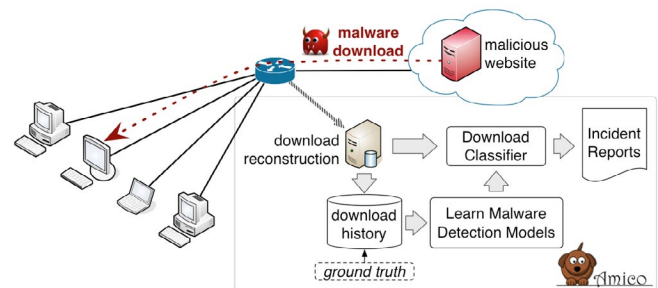 malware
download
malicious
website
download
reconstruction
Download
Classifier
Incident
Reports
download
history
Learn Malware
Detection Models
ground truth
Amico